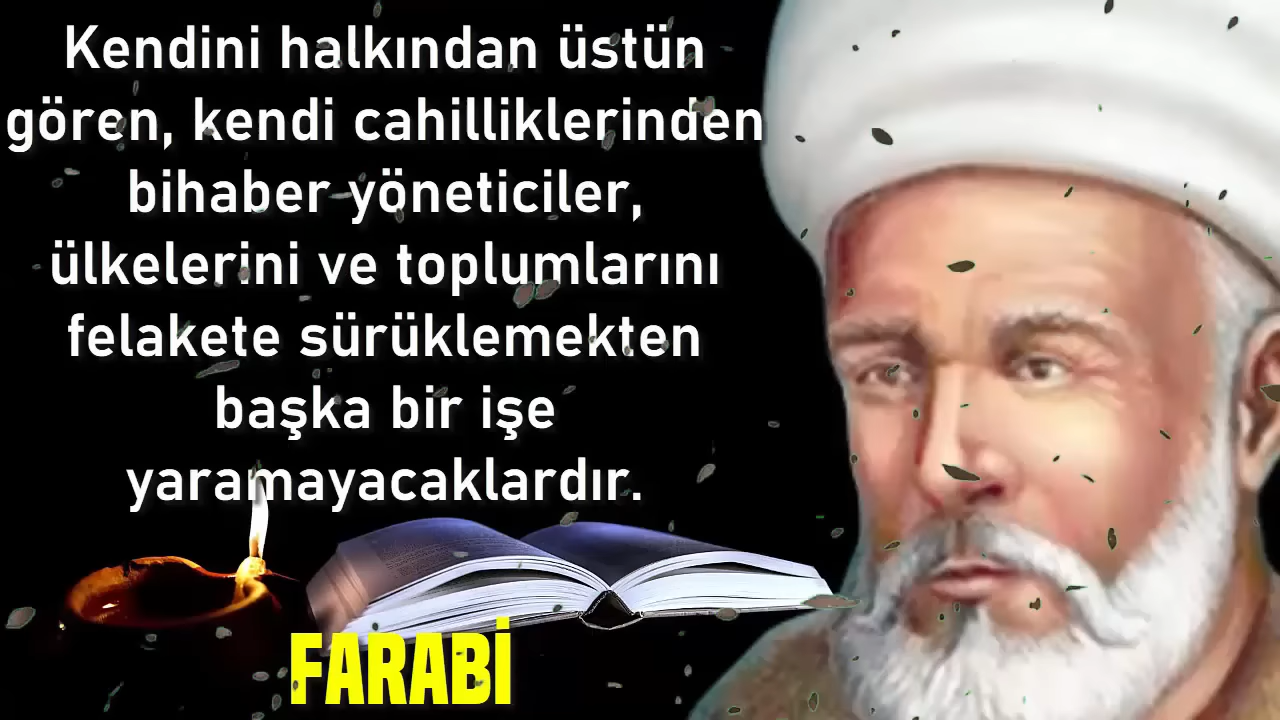 Kendini halkından üstün
gören, kendi cahilliklerinden
bihaber yöneticiler,
ülkelerini ve toplumlarını
felakete sürüklemekten
başka bir işe
yaramayacaklardır.
FARABİ